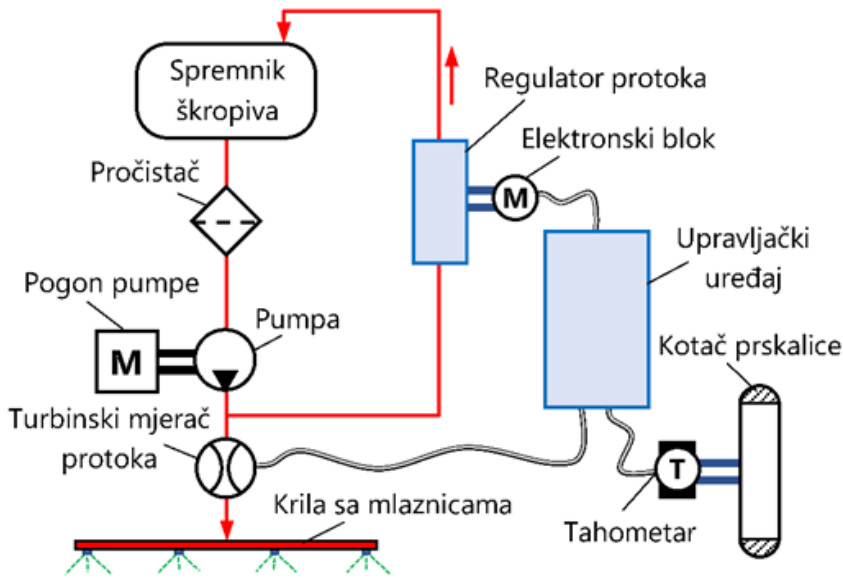 Spremnik
škropiva
Regulator protoka
Elektronski blok
Pročistač
M
Upravljački
uređaj
Pogon pumpe
Pumpa
M
Kotač prskalice
Turbinski mjerač
protoka
T
Krila sa mlaznicama
Tahometar